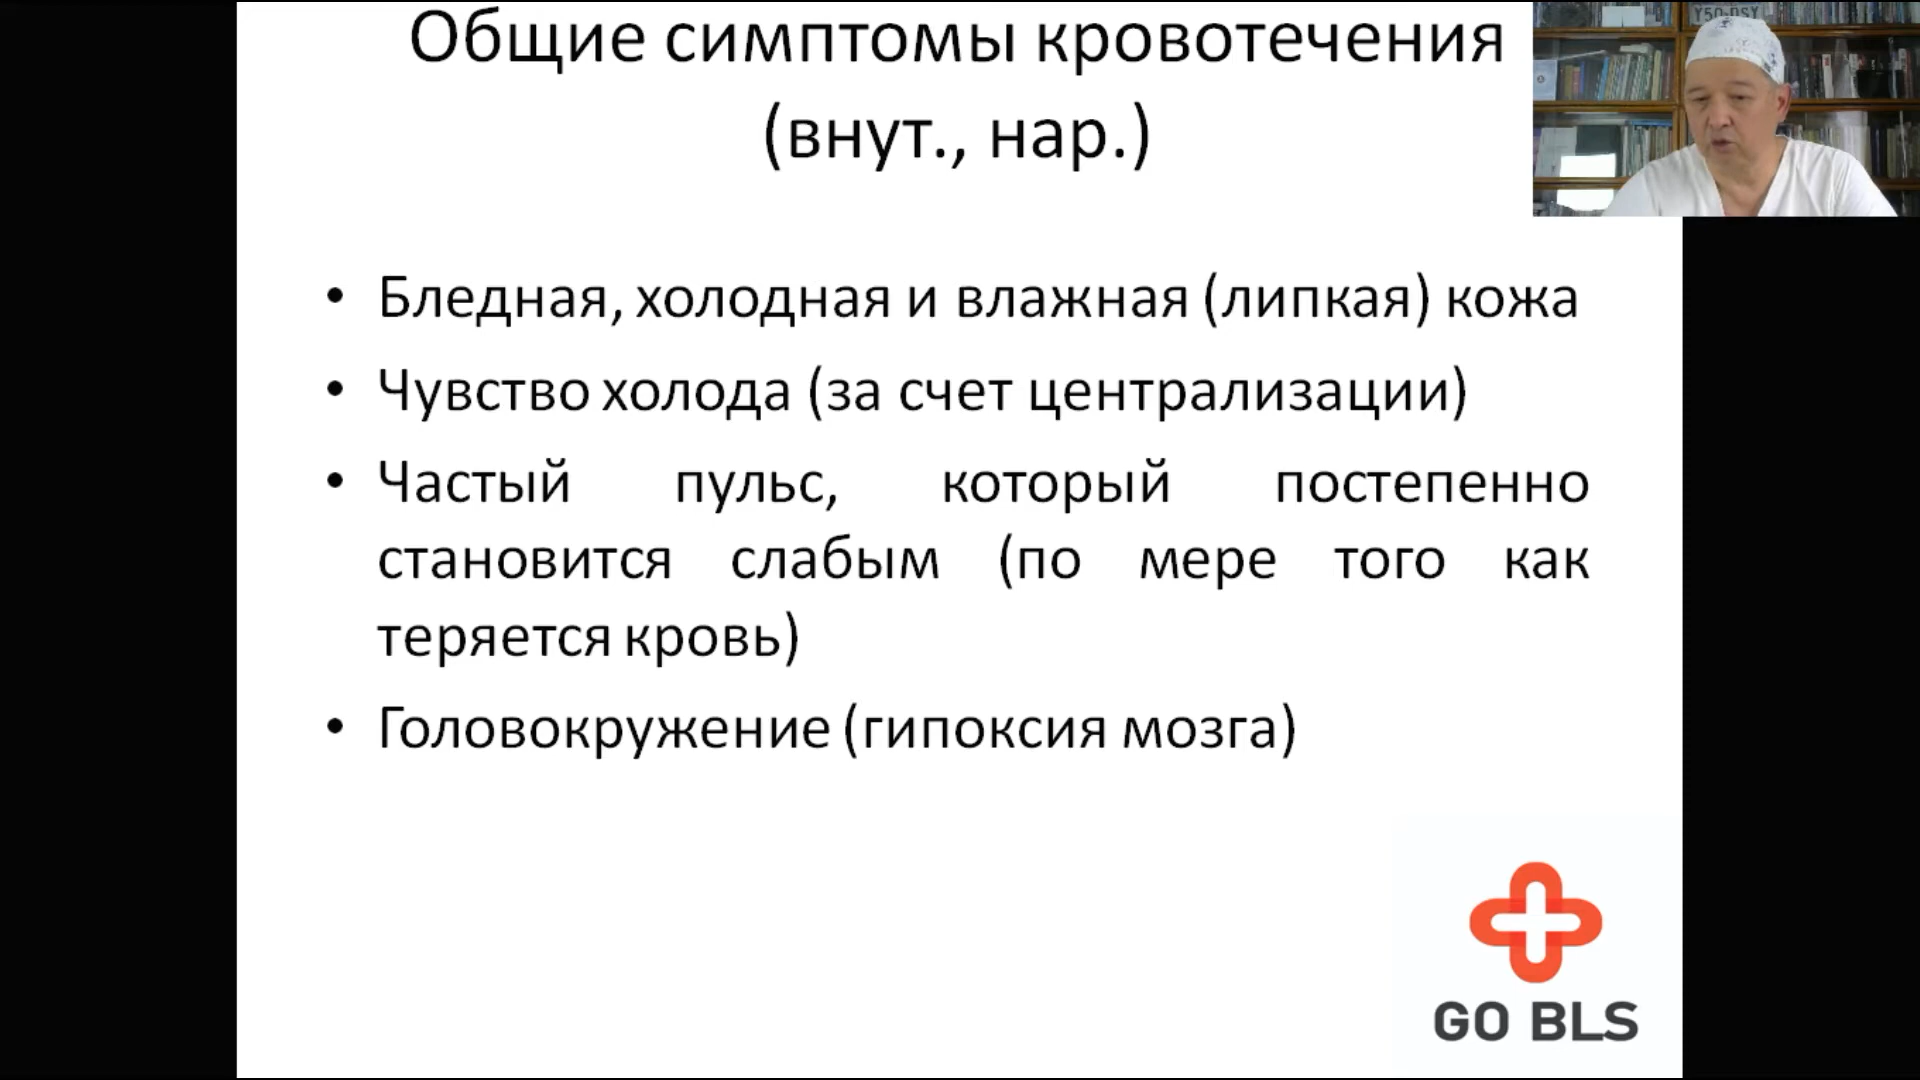 Общие симптомы кровотечения
(внут., нар.)
• Бледная, холодная и влажная (липкая) кожа
• Чувство холода (за счет централизации)
• Частый пульс, который постепенно
становится слабым (по мере того как
теряется кровь)
• Головокружение (гипоксия мозга)
GO BLS